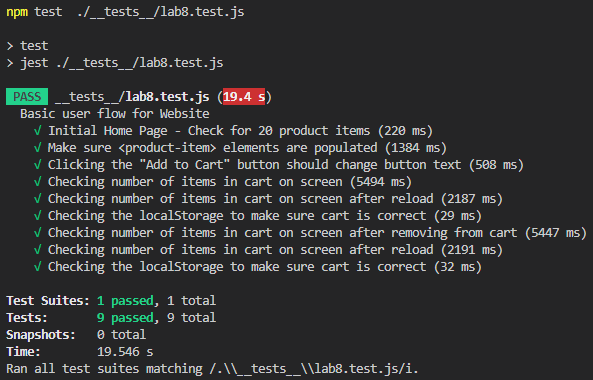 npm test ./__tests__/lab8.test.js
> test
> jest ./__tests__/lab8.test.js
PASS __tests__/lab8.test.js (19.4 s)
Basic user flow for Website
√ Initial Home Page - Check for 20 product items (220 ms)
√ Make sure <product-item> elements are populated (1384 ms)
√ Clicking the "Add to Cart" button should change button text (508 ms)
√ Checking number of items in cart on screen (5494 ms)
√ Checking number of items in cart on screen after reload (2187 ms)
√ Checking the localStorage to make sure cart is correct (29 ms)
√ Checking number of items in cart on screen after removing from cart (5447 ms)
√ Checking number of items in cart on screen after reload (2191 ms)
√ Checking the localStorage to make sure cart is correct (32 ms)
Test Suites: 1 passed, 1 total
Tests: 9 passed, 9 total
Snapshots: 0 total
Time: 19.546 s
Ran all test suites matching /.\\__tests__\\lab8.test.js/i.